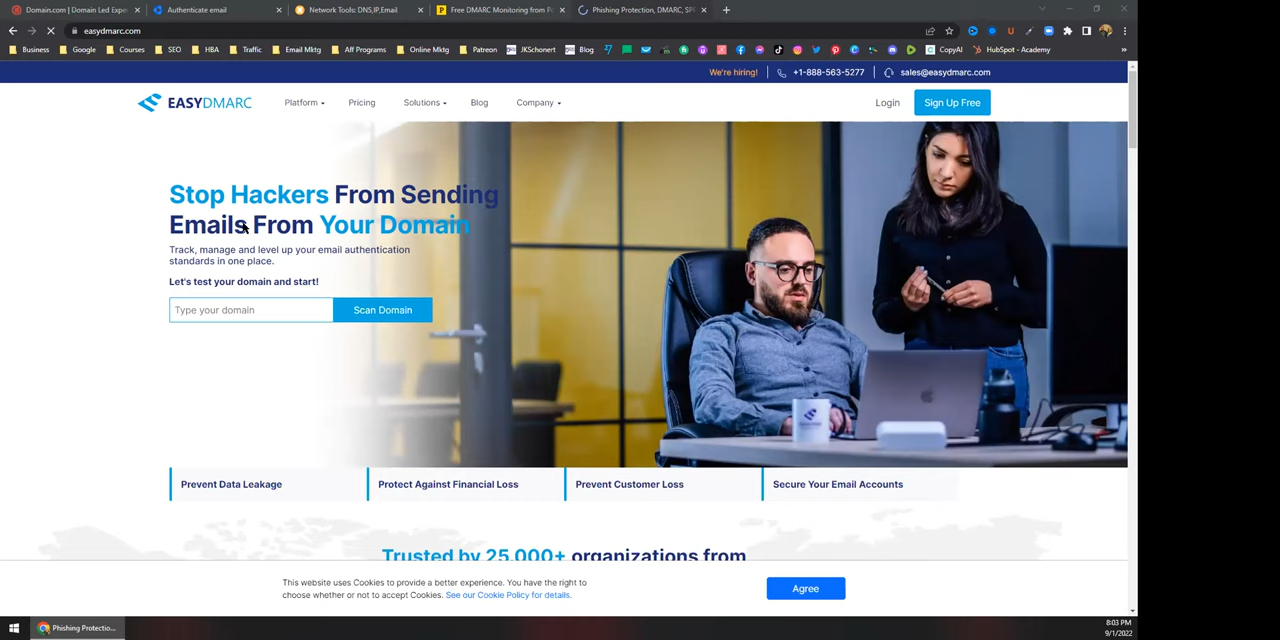 Domain.com | Domain Led Expe
Authenticate email
Network Tools: DNS,IP,Email
Free DMARC Monitoring from Po
Phishing Protection, DMARC, SPF
easydmarc.com
Business
Google
Courses
SEO
HBA
Traffic
Email Mktg
Aff Programs
Online Mktg
Patreon
JKSchonert
Blog
CopyAI
HubSpot - Academy
We're hiring!
+1-888-563-5277
sales@easydmarc.com
EASYDMARC
Platform
Pricing
Solutions
Blog
Company
Login
Sign Up Free
Stop Hackers From Sending
Emails From Your Domain
Track, manage and level up your email authentication
standards in one place.
Let's test your domain and start!
Type your domain
Scan Domain
Prevent Data Leakage
Protect Against Financial Loss
Prevent Customer Loss
Secure Your Email Accounts
Trusted by 25,000+ organizations from
This website uses Cookies to provide a better experience. You have the right to
choose whether or not to accept Cookies. See our Cookie Policy for details.
Agree
Phishing Protectio...
8:03 PM
9/1/2022